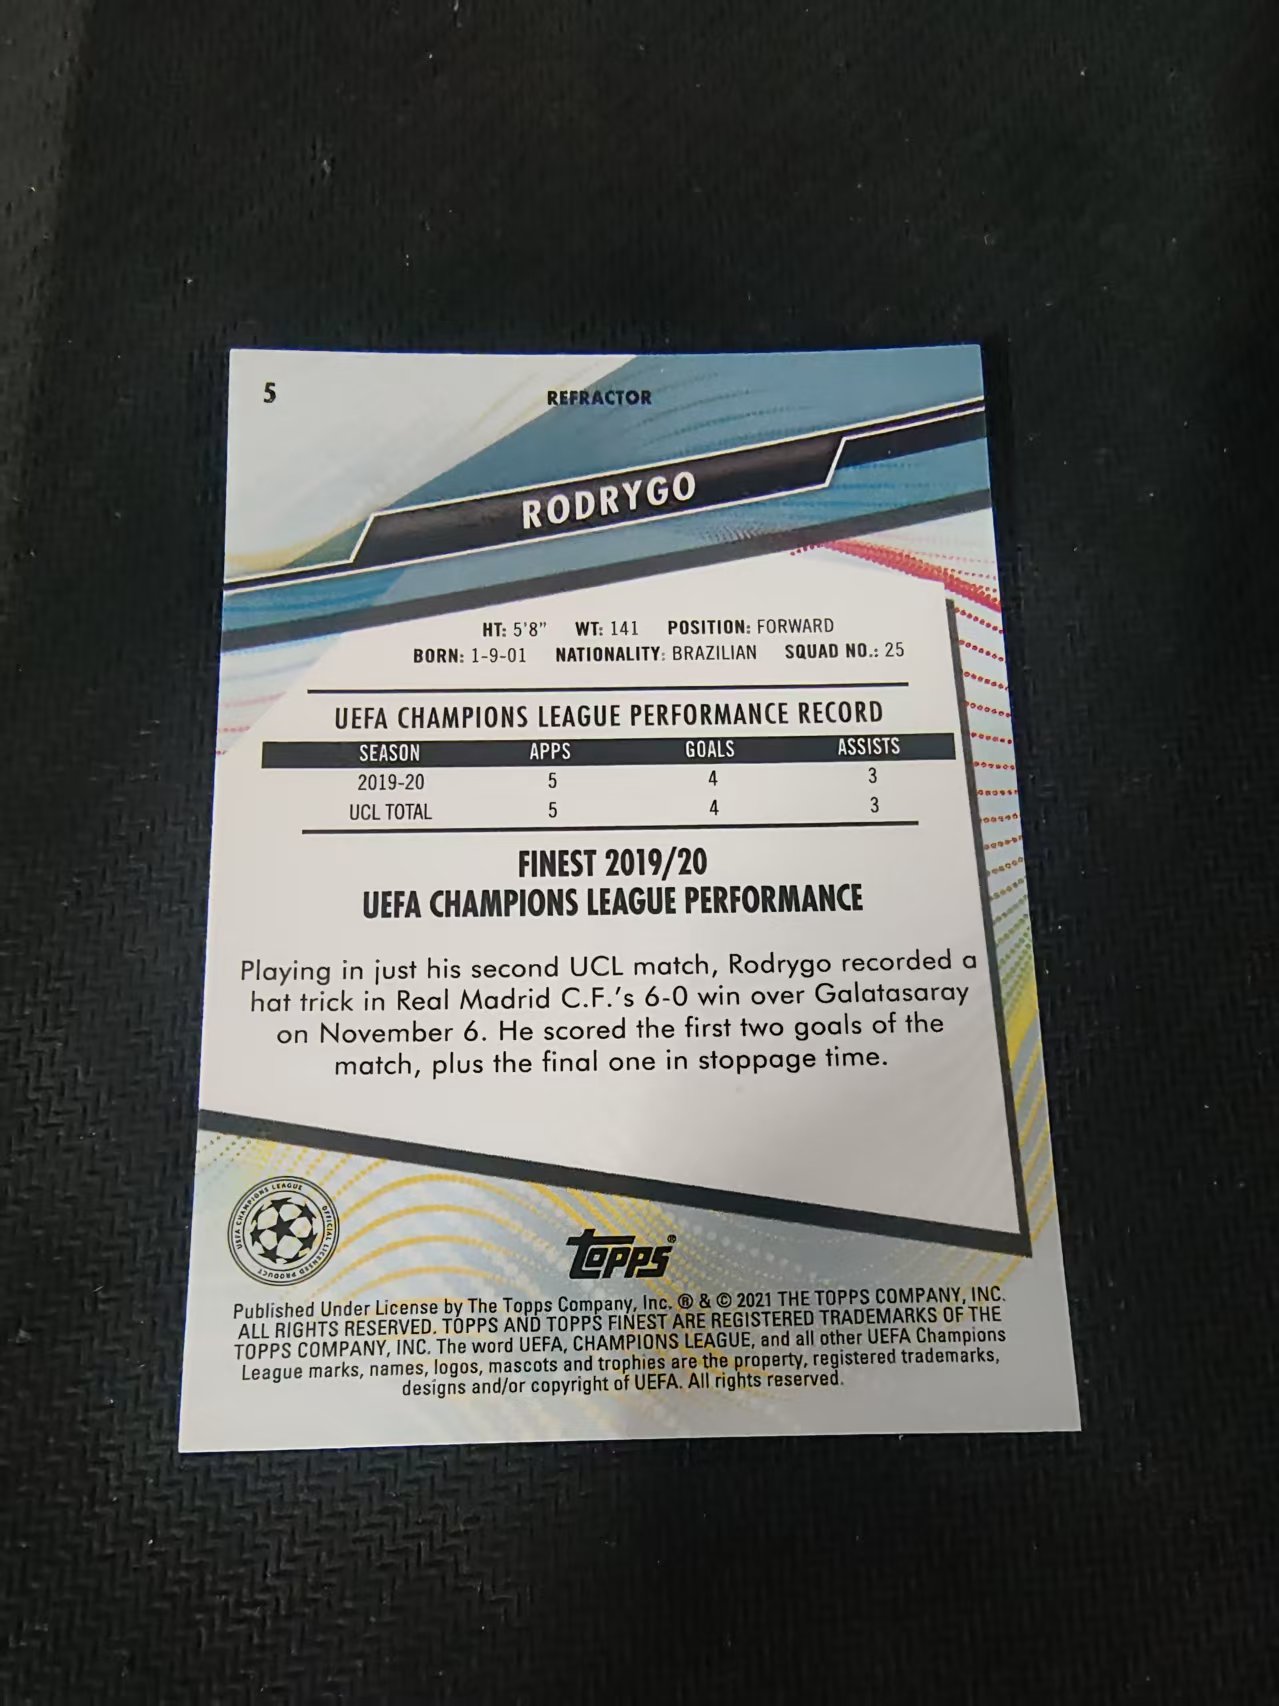 5
REFRACTOR
RODRYGO
HT: 5'8" WT: 141 POSITION: FORWARD
BORN: 1-9-01 NATIONALITY: BRAZILIAN SQUAD NO.: 25
UEFA CHAMPIONS LEAGUE PERFORMANCE RECORD
SEASON APPS GOALS ASSISTS
2019-20 5 4 3
UCL TOTAL 5 4 3
FINEST 2019/20
UEFA CHAMPIONS LEAGUE PERFORMANCE
Playing in just his second UCL match, Rodrygo recorded a
hat trick in Real Madrid C.F.'s 6-0 win over Galatasaray
on November 6. He scored the first two goals of the
match, plus the final one in stoppage time.
UEFA CHAMPIONS LEAGUE
OFFICIAL LICENSED PRODUCT
Topps®
Published Under License by The Topps Company, Inc. ® & © 2021 THE TOPPS COMPANY, INC.
ALL RIGHTS RESERVED. TOPPS AND TOPPS FINEST ARE REGISTERED TRADEMARKS OF THE
TOPPS COMPANY, INC. The word UEFA, CHAMPIONS LEAGUE, and all other UEFA Champions
League marks, names, logos, mascots and trophies are the property, registered trademarks,
designs and/or copyright of UEFA. All rights reserved.